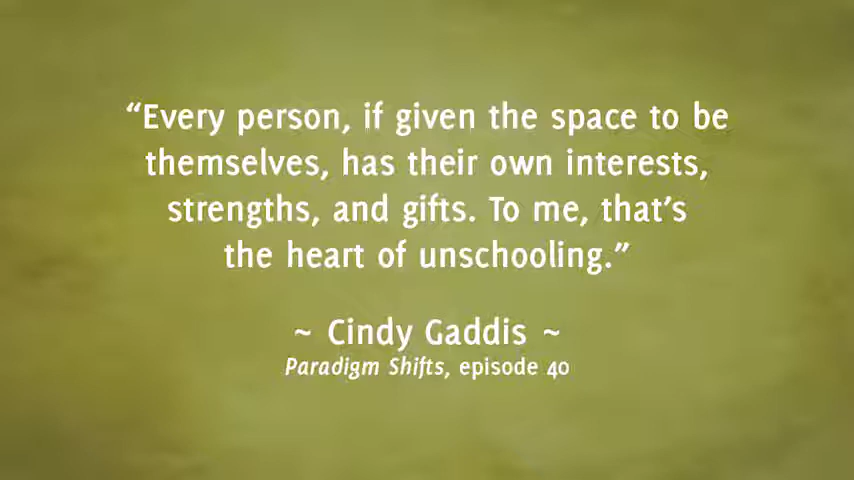 “Every person, if given the space to be
themselves, has their own interests,
strengths, and gifts. To me, that’s
the heart of unschooling.”
~ Cindy Gaddis ~
Paradigm Shifts, episode 40